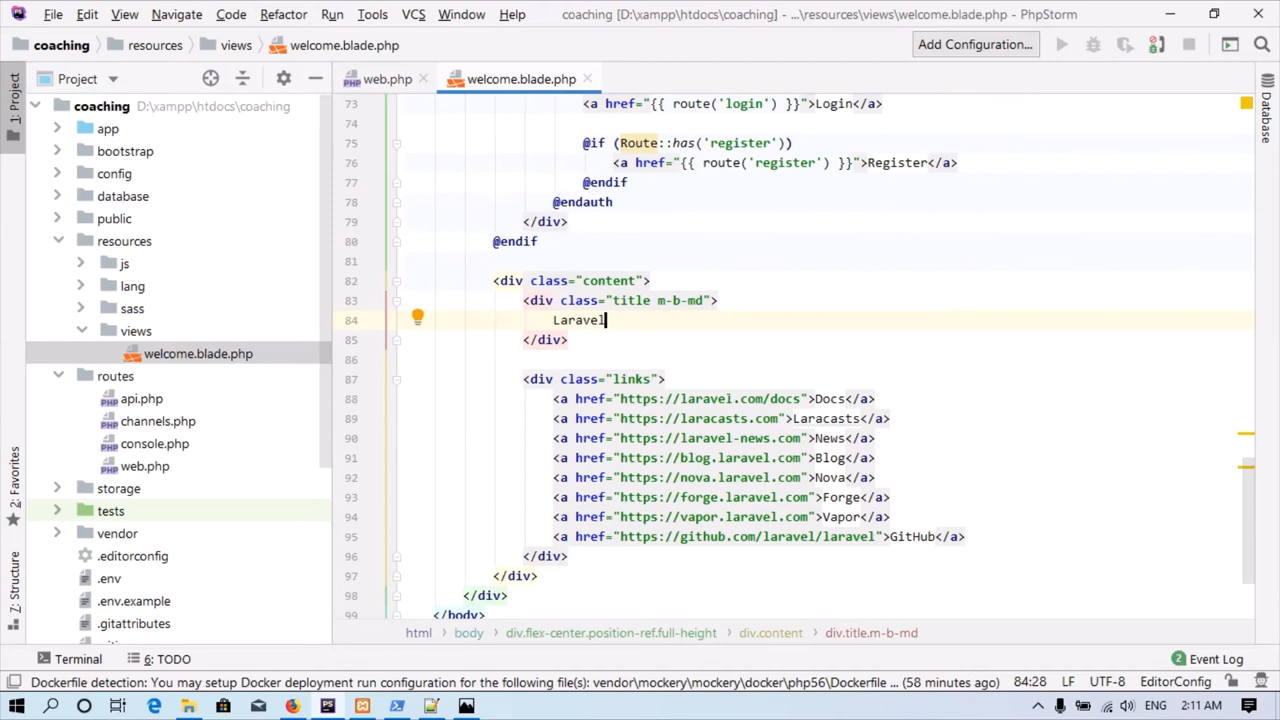 File Edit View Navigate Code Refactor Run Tools VCS Window Help coaching [D:\xampp\htdocs\coaching] - ...\resources\views\welcome.blade.php - PhpStorm
coaching resources views welcome.blade.php Add Configuration...
1: Project
Project
web.php welcome.blade.php
Database
coaching D:\xampp\htdocs\coaching
app
bootstrap
config
database
public
resources
js
lang
sass
views
welcome.blade.php
routes
api.php
channels.php
console.php
web.php
storage
tests
vendor
.editorconfig
.env
.env.example
.gitattributes
2: Favorites
7: Structure
73 <a href="{{ route('login') }}">Login</a>
74
75 @if (Route::has('register'))
76 <a href="{{ route('register') }}">Register</a>
77 @endif
78 @endauth
79 </div>
80 @endif
81
82 <div class="content">
83 <div class="title m-b-md">
84 Laravel
85 </div>
86
87 <div class="links">
88 <a href="https://laravel.com/docs">Docs</a>
89 <a href="https://laracasts.com">Laracasts</a>
90 <a href="https://laravel-news.com">News</a>
91 <a href="https://blog.laravel.com">Blog</a>
92 <a href="https://nova.laravel.com">Nova</a>
93 <a href="https://forge.laravel.com">Forge</a>
94 <a href="https://vapor.laravel.com">Vapor</a>
95 <a href="https://github.com/laravel/laravel">GitHub</a>
96 </div>
97 </div>
98 </div>
99 </body>
html body div.flex-center.position-ref.full-height div.content div.title.m-b-md
Terminal 6: TODO 2 Event Log
Dockerfile detection: You may setup Docker deployment run configuration for the following file(s): vendor\mockery\mockery\docker\php56\Dockerfile ... (58 minutes ago) 84:28 LF UTF-8 EditorConfig
ENG 2:11 AM